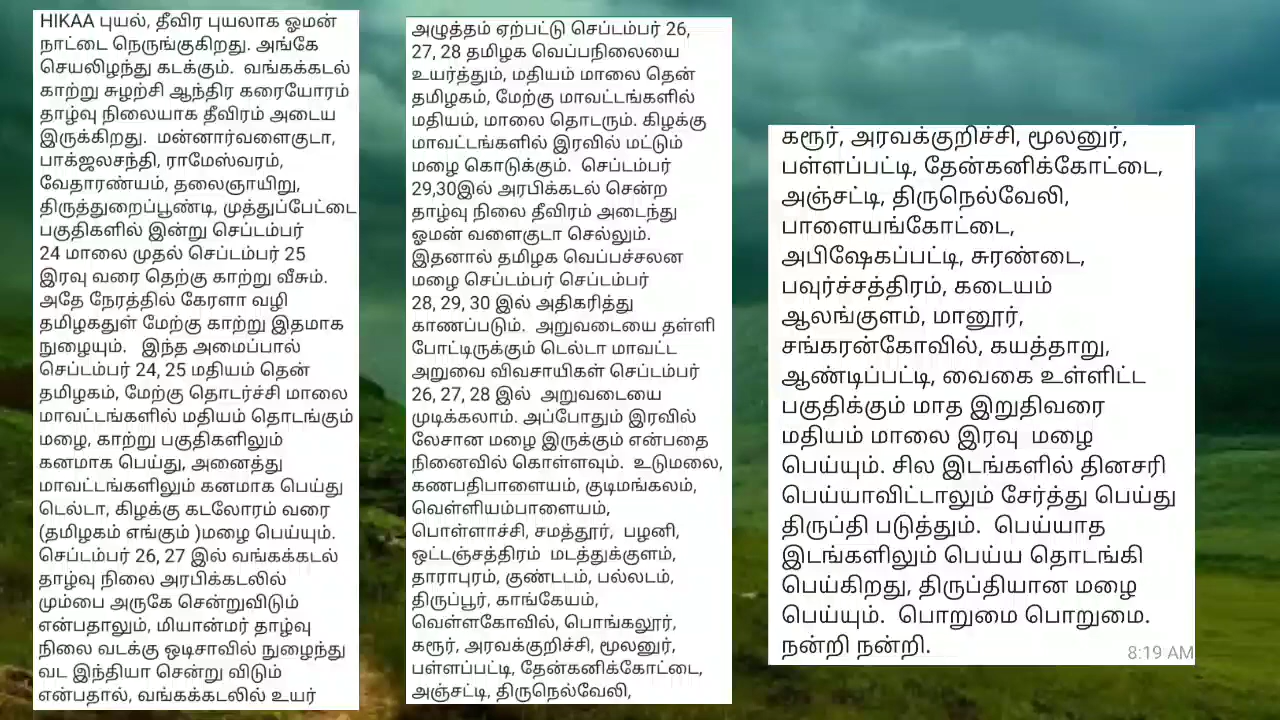 HIKAA புயல், தீவிர புயலாக ஓமன்
நாட்டை நெருங்குகிறது. அங்கே
செயலிழந்து கடக்கும். வங்கக்கடல்
காற்று சுழற்சி ஆந்திர கரையோரம்
தாழ்வு நிலையாக தீவிரம் அடைய
இருக்கிறது. மன்னார்வளைகுடா,
பாக்ஜலசந்தி, ராமேஸ்வரம்,
வேதாரண்யம், தலைஞாயிறு,
திருத்துறைப்பூண்டி, முத்துப்பேட்டை
பகுதிகளில் இன்று செப்டம்பர்
24 மாலை முதல் செப்டம்பர் 25
இரவு வரை தெற்கு காற்று வீசும்.
அதே நேரத்தில் கேரளா வழி
தமிழகதுள் மேற்கு காற்று இதமாக
நுழையும். இந்த அமைப்பால்
செப்டம்பர் 24, 25 மதியம் தென்
தமிழகம், மேற்கு தொடர்ச்சி மாலை
மாவட்டங்களில் மதியம் தொடங்கும்
மழை, காற்று பகுதிகளிலும்
கனமாக பெய்து, அனைத்து
மாவட்டங்களிலும் கனமாக பெய்து
டெல்டா, கிழக்கு கடலோரம் வரை
(தமிழகம் எங்கும் )மழை பெய்யும்.
செப்டம்பர் 26, 27 இல் வங்கக்கடல்
தாழ்வு நிலை அரபிக்கடலில்
மும்பை அருகே சென்றுவிடும்
என்பதாலும், மியான்மர் தாழ்வு
நிலை வடக்கு ஒடிசாவில் நுழைந்து
வட இந்தியா சென்று விடும்
என்பதால், வங்கக்கடலில் உயர்
அழுத்தம் ஏற்பட்டு செப்டம்பர் 26,
27, 28 தமிழக வெப்பநிலையை
உயர்த்தும், மதியம் மாலை தென்
தமிழகம், மேற்கு மாவட்டங்களில்
மதியம், மாலை தொடரும். கிழக்கு
மாவட்டங்களில் இரவில் மட்டும்
மழை கொடுக்கும். செப்டம்பர்
29,30இல் அரபிக்கடல் சென்ற
தாழ்வு நிலை தீவிரம் அடைந்து
ஓமன் வளைகுடா செல்லும்.
இதனால் தமிழக வெப்பச்சலன
மழை செப்டம்பர் செப்டம்பர்
28, 29, 30 இல் அதிகரித்து
காணப்படும். அறுவடையை தள்ளி
போட்டிருக்கும் டெல்டா மாவட்ட
அறுவை விவசாயிகள் செப்டம்பர்
26, 27, 28 இல் அறுவடையை
முடிக்கலாம். அப்போதும் இரவில்
லேசான மழை இருக்கும் என்பதை
நினைவில் கொள்ளவும். உடுமலை,
கணபதிபாளையம், குடிமங்கலம்,
வெள்ளியம்பாளையம்,
பொள்ளாச்சி, சமத்தூர், பழனி,
ஒட்டஞ்சத்திரம் மடத்துக்குளம்,
தாராபுரம், குண்டடம், பல்லடம்,
திருப்பூர், காங்கேயம்,
வெள்ளகோவில், பொங்கலூர்,
கரூர், அரவக்குறிச்சி, மூலனுர்,
பள்ளப்பட்டி, தேன்கனிக்கோட்டை,
அஞ்சட்டி, திருநெல்வேலி,
கரூர், அரவக்குறிச்சி, மூலனுர்,
பள்ளப்பட்டி, தேன்கனிக்கோட்டை,
அஞ்சட்டி, திருநெல்வேலி,
பாளையங்கோட்டை,
அபிஷேகப்பட்டி, சுரண்டை,
பவுர்ச்சத்திரம், கடையம்
ஆலங்குளம், மானூர்,
சங்கரன்கோவில், கயத்தாறு,
ஆண்டிப்பட்டி, வைகை உள்ளிட்ட
பகுதிக்கும் மாத இறுதிவரை
மதியம் மாலை இரவு மழை
பெய்யும். சில இடங்களில் தினசரி
பெய்யாவிட்டாலும் சேர்த்து பெய்து
திருப்தி படுத்தும். பெய்யாத
இடங்களிலும் பெய்ய தொடங்கி
பெய்கிறது, திருப்தியான மழை
பெய்யும். பொறுமை பொறுமை.
நன்றி நன்றி.
8:19 AM